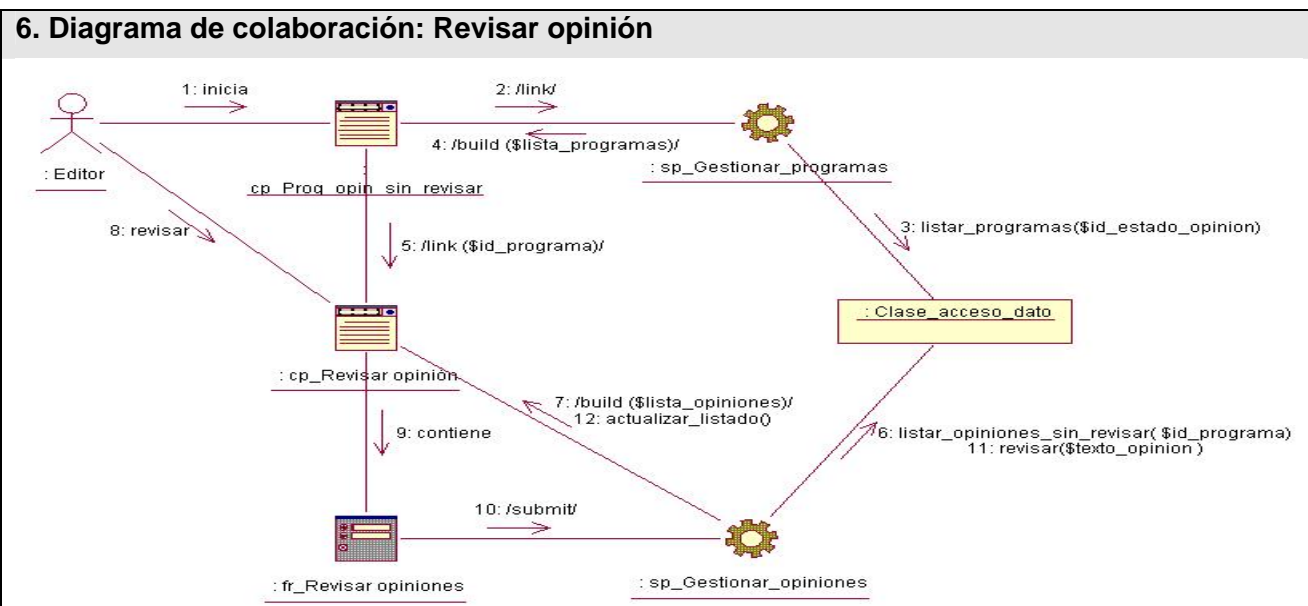 6. Diagrama de colaboración: Revisar opinión
1: inicia
2: /link/
4: /build ($lista_programas)/
: Editor
:
cp_Prog_opin_sin_revisar
: sp_Gestionar_programas
8: revisar
5: /link ($id_programa)/
3: listar_programas($id_estado_opinion)
: Clase_acceso_dato
: cp_Revisar opinión
7: /build ($lista_opiniones)/
12: actualizar_listado()
9: contiene
6: listar_opiniones_sin_revisar( $id_programa)
11: revisar($texto_opinion )
10: /submit/
: fr_Revisar opiniones
: sp_Gestionar_opiniones